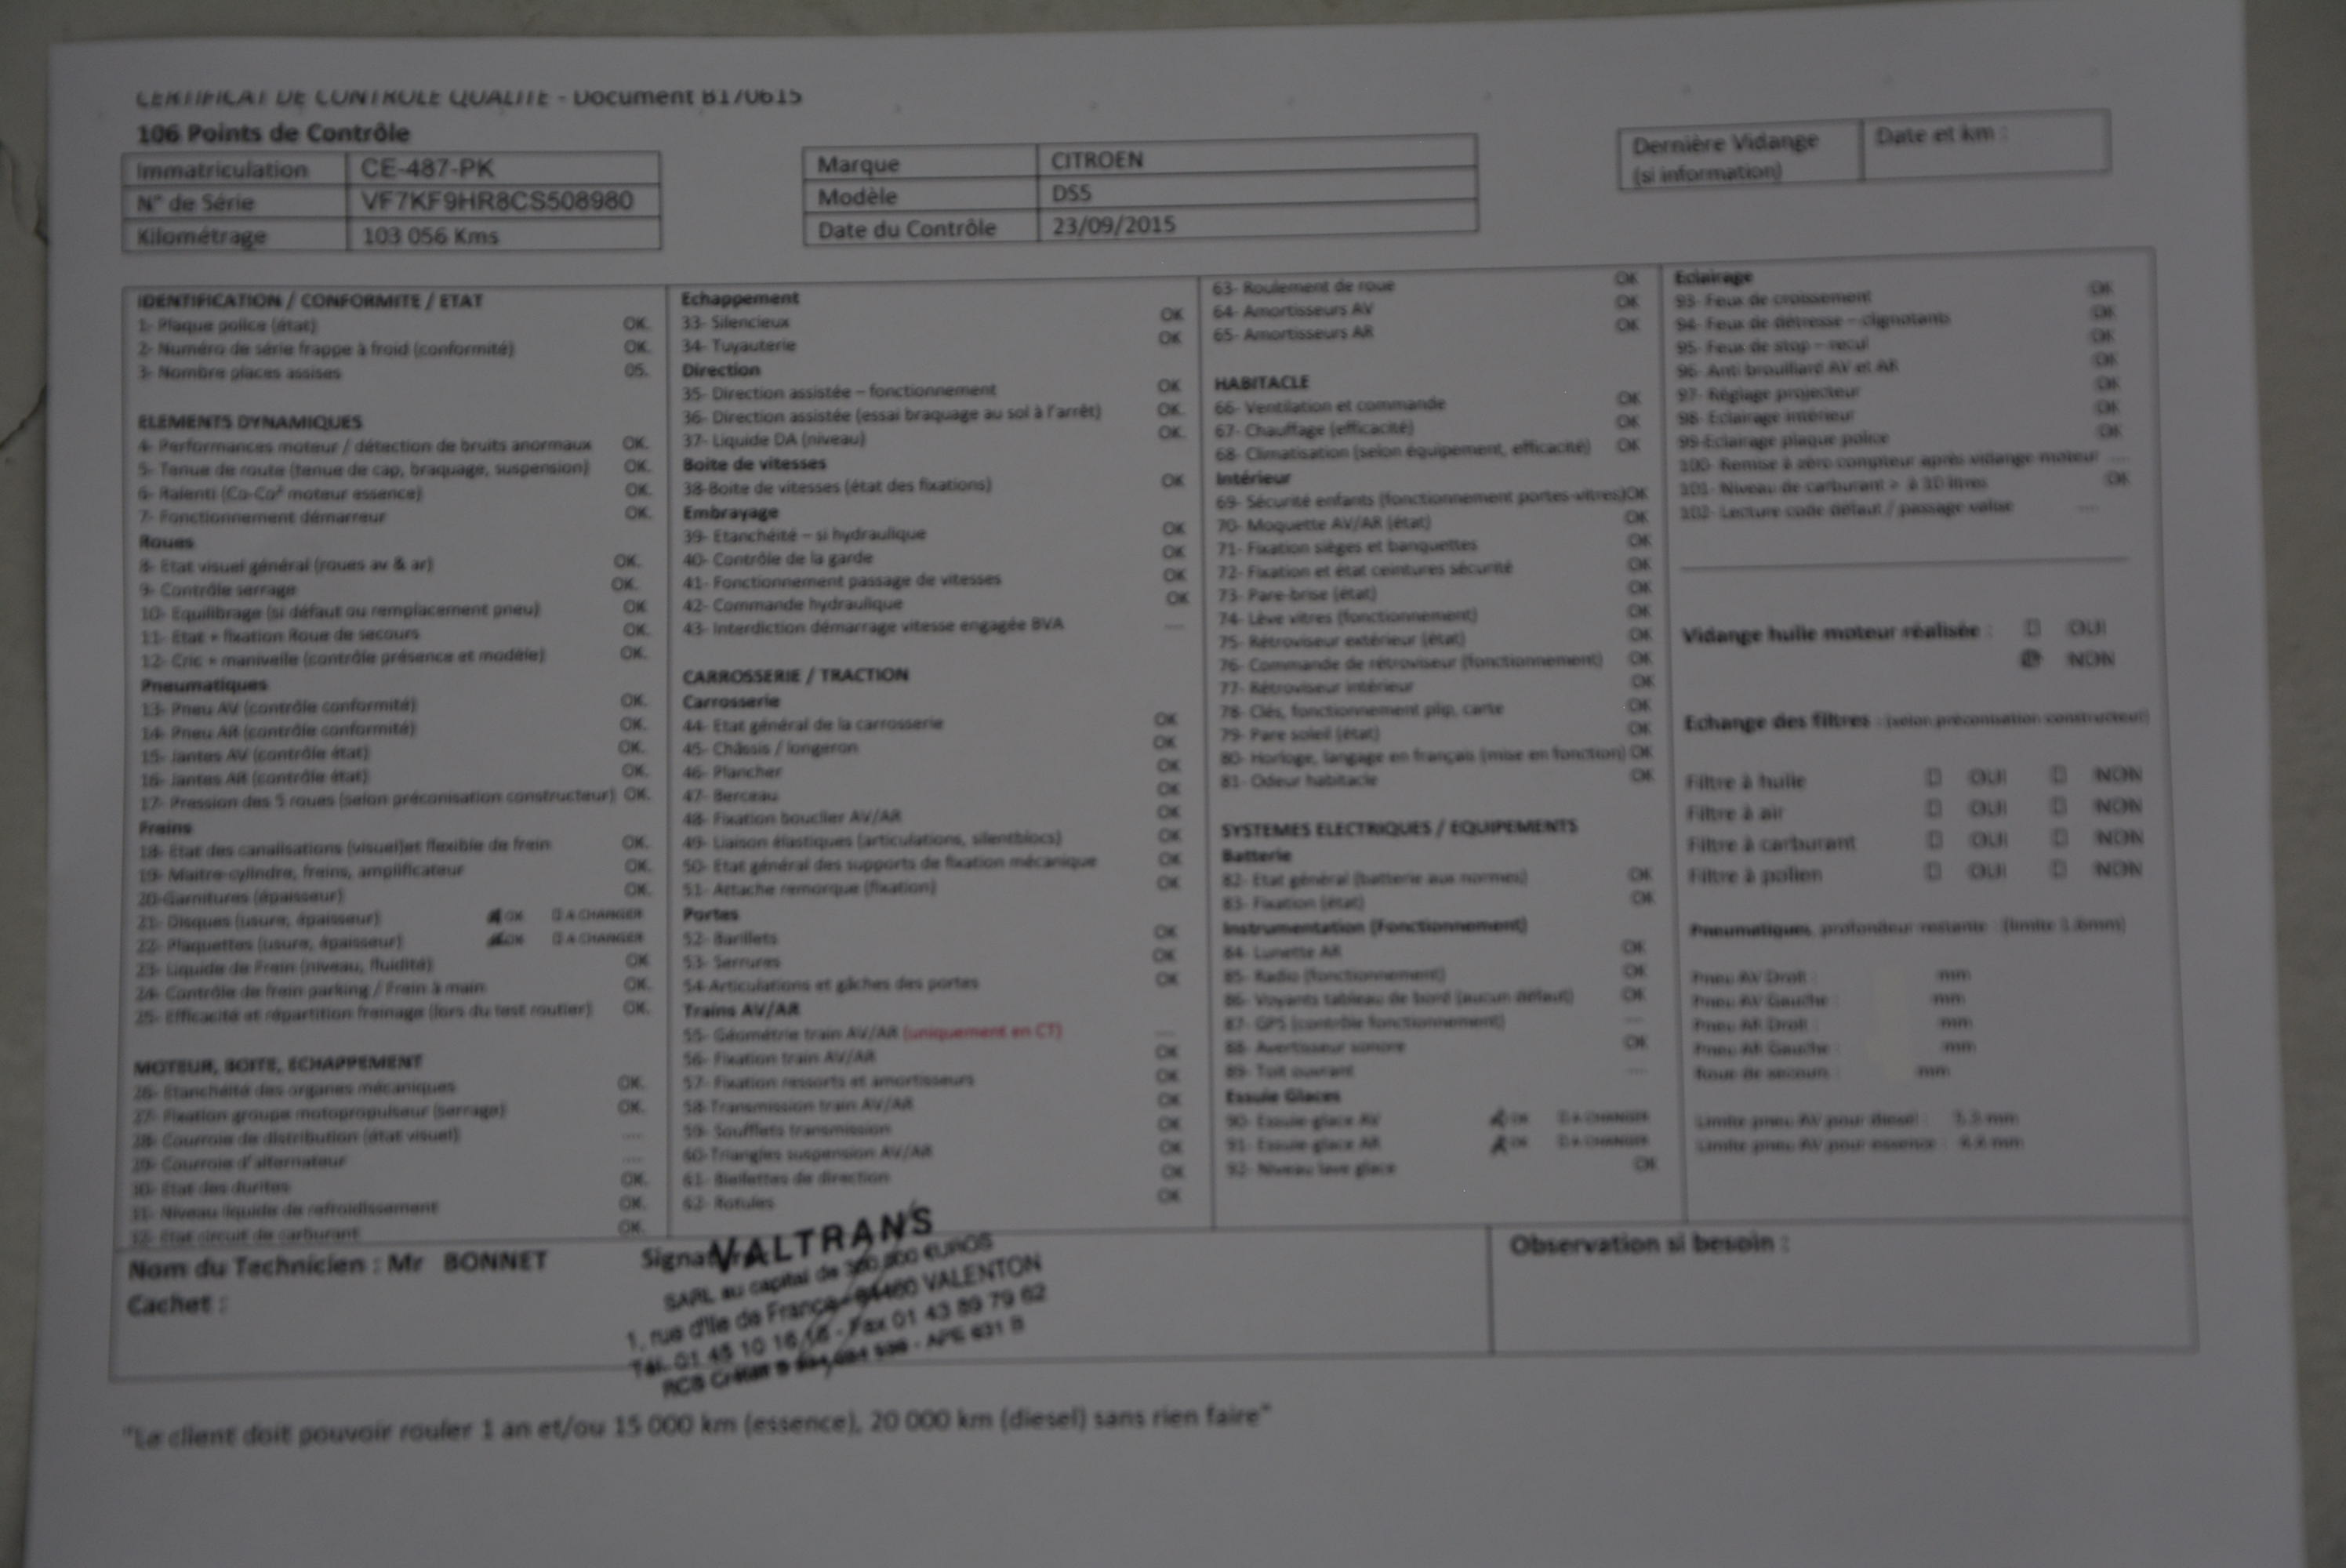 CERTIFICAT DE CONTROLE QUALITE - Document B1/0615
106 Points de Contrôle
Immatriculation CE-487-PK
N° de Série VF7KF9HR8CS508980
Kilométrage 103 056 Kms
Marque CITROEN
Modèle DS5
Date du Contrôle 23/09/2015
Dernière Vidange
(si information)
Date et km :
IDENTIFICATION / CONFORMITE / ETAT
1- Plaque police (état) OK.
2- Numéro de série frappe à froid (conformité) OK.
3- Nombre places assises 05.
ELEMENTS DYNAMIQUES
4- Performances moteur / détection de bruits anormaux OK.
5- Tenue de route (tenue de cap, braquage, suspension) OK.
6- Ralenti (Co-Co² moteur essence) OK.
7- Fonctionnement démarreur OK.
Roues
8- Etat visuel général (roues av & ar) OK.
9- Contrôle serrage OK.
10- Equilibrage (si défaut ou remplacement pneu) OK
11- Etat + fixation Roue de secours OK.
12- Cric + manivelle (contrôle présence et modèle) OK.
Pneumatiques
13- Pneu AV (contrôle conformité) OK.
14- Pneu AR (contrôle conformité) OK.
15- Jantes AV (contrôle état) OK.
16- Jantes AR (contrôle état) OK.
17- Pression des 5 roues (selon préconisation constructeur) OK.
Freins
18- Etat des canalisations (visuel)et flexible de frein OK.
19- Maitre-cylindre, freins, amplificateur OK.
20-Garnitures (épaisseur) OK.
21- Disques (usure, épaisseur) OK A CHANGER
22- Plaquettes (usure, épaisseur) OK A CHANGER
23- Liquide de Frein (niveau, fluidité) OK
24- Contrôle de frein parking / Frein à main OK.
25- Efficacité et répartition freinage (lors du test routier) OK.
MOTEUR, BOITE, ECHAPPEMENT
26- Etanchéité des organes mécaniques OK.
27- Fixation groupe motopropulseur (serrage) OK.
28- Courroie de distribution (état visuel) ---
29- Courroie d'alternateur ---
30- Etat des durites OK.
31- Niveau liquide de refroidissement OK.
32- Etat circuit de carburant OK.
Echappement
33- Silencieux OK
34- Tuyauterie OK
Direction
35- Direction assistée – fonctionnement OK
36- Direction assistée (essai braquage au sol à l'arrêt) OK.
37- Liquide DA (niveau) OK.
Boite de vitesses
38-Boite de vitesses (état des fixations) OK
Embrayage
39- Etanchéité – si hydraulique OK
40- Contrôle de la garde OK
41- Fonctionnement passage de vitesses OK
42- Commande hydraulique OK
43- Interdiction démarrage vitesse engagée BVA ---
CARROSSERIE / TRACTION
Carrosserie
44- Etat général de la carrosserie OK
45- Châssis / longeron OK
46- Plancher OK
47- Berceau OK
48- Fixation bouclier AV/AR OK
49- Liaison élastiques (articulations, silentblocs) OK
50- Etat général des supports de fixation mécanique OK
51- Attache remorque (fixation) OK
Portes
52- Barillets OK
53- Serrures OK
54-Articulations et gâches des portes OK
Trains AV/AR
55- Géométrie train AV/AR (uniquement en CT) ---
56- Fixation train AV/AR OK
57- Fixation ressorts et amortisseurs OK
58-Transmission train AV/AR OK
59- Soufflets transmission OK
60-Triangles suspension AV/AR OK
61- Biellettes de direction OK
62- Rotules OK
63- Roulement de roue OK
64- Amortisseurs AV OK
65- Amortisseurs AR OK
HABITACLE
66- Ventilation et commande OK
67- Chauffage (efficacité) OK
68- Climatisation (selon équipement, efficacité) OK
Intérieur
69- Sécurité enfants (fonctionnement portes-vitres)OK
70- Moquette AV/AR (état) OK
71- Fixation sièges et banquettes OK
72- Fixation et état ceintures sécurité OK
73- Pare-brise (état) OK
74- Lève vitres (fonctionnement) OK
75- Rétroviseur extérieur (état) OK
76- Commande de rétroviseur (fonctionnement) OK
77- Rétroviseur intérieur OK
78- Clés, fonctionnement plip, carte OK
79- Pare soleil (état) OK
80- Horloge, langage en français (mise en fonction) OK
81- Odeur habitacle OK
SYSTEMES ELECTRIQUES / EQUIPEMENTS
Batterie
82- Etat général (batterie aux normes) OK
83- Fixation (état) OK
Instrumentation (Fonctionnement)
84- Lunette AR OK
85- Radio (fonctionnement) OK
86- Voyants tableau de bord (aucun défaut) OK
87- GPS (contrôle fonctionnement) ---
88- Avertisseur sonore OK
89- Toit ouvrant ---
Essuie Glaces
90- Essuie-glace AV OK A CHANGER
91- Essuie-glace AR OK A CHANGER
92- Niveau lave glace OK
Eclairage
93- Feux de croisement OK
94- Feux de détresse – clignotants OK
95- Feux de stop – recul OK
96- Anti brouillard AV et AR OK
97- Réglage projecteur OK
98- Eclairage intérieur OK
99-Eclairage plaque police OK
100- Remise à zéro compteur après vidange moteur ---
101- Niveau de carburant > à 10 litres OK
102- Lecture code défaut / passage valise ---
Vidange huile moteur réalisée : OUI
NON
Echange des filtres : (selon préconisation constructeur)
Filtre à huile OUI NON
Filtre à air OUI NON
Filtre à carburant OUI NON
Filtre à pollen OUI NON
Pneumatiques, profondeur restante : (limite 1.6mm)
Pneu AV Droit : mm
Pneu AV Gauche : mm
Pneu AR Droit : mm
Pneu AR Gauche : mm
Roue de secours : mm
Limite pneu AV pour diesel : mm
Limite pneu AV pour essence : mm
Nom du Technicien : Mr BONNET
Cachet :
VALTRANS
SARL au capital de EUROS
1, rue d'Ile de France VALENTON
Tél. 01 45 10 16 Fax 01 43 89 79 62
APE 631 B
Observation si besoin :
"Le client doit pouvoir rouler 1 an et/ou 15 000 km (essence), 20 000 km (diesel) sans rien faire"